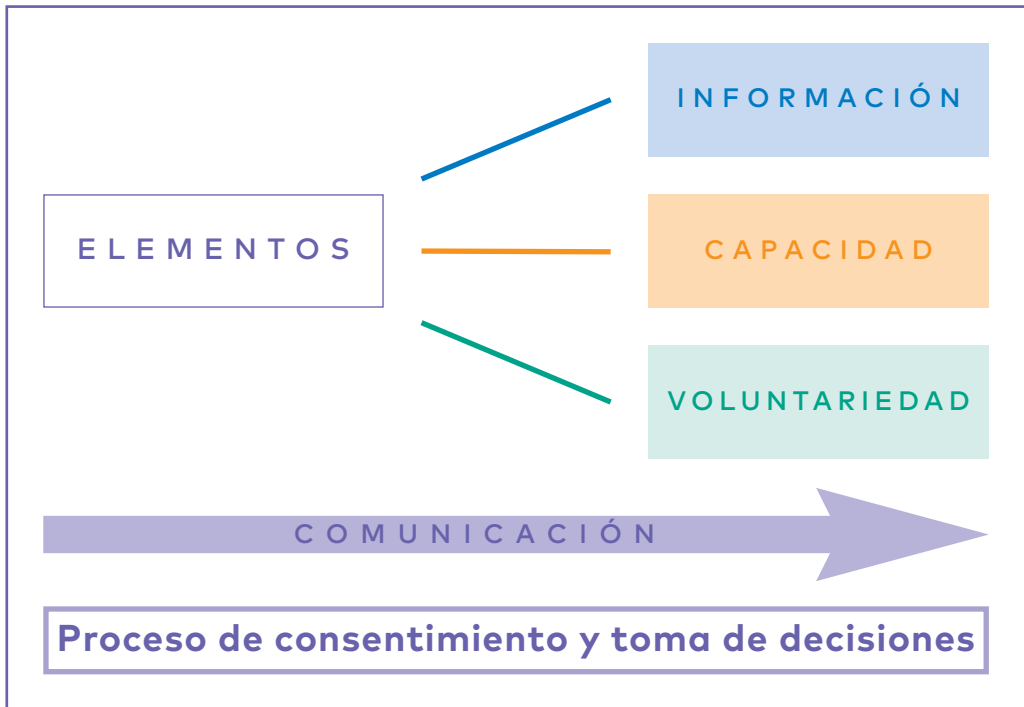 INFORMACIÓN
ELEMENTOS
CAPACIDAD
VOLUNTARIEDAD
COMUNICACIÓN
Proceso de consentimiento y toma de decisiones